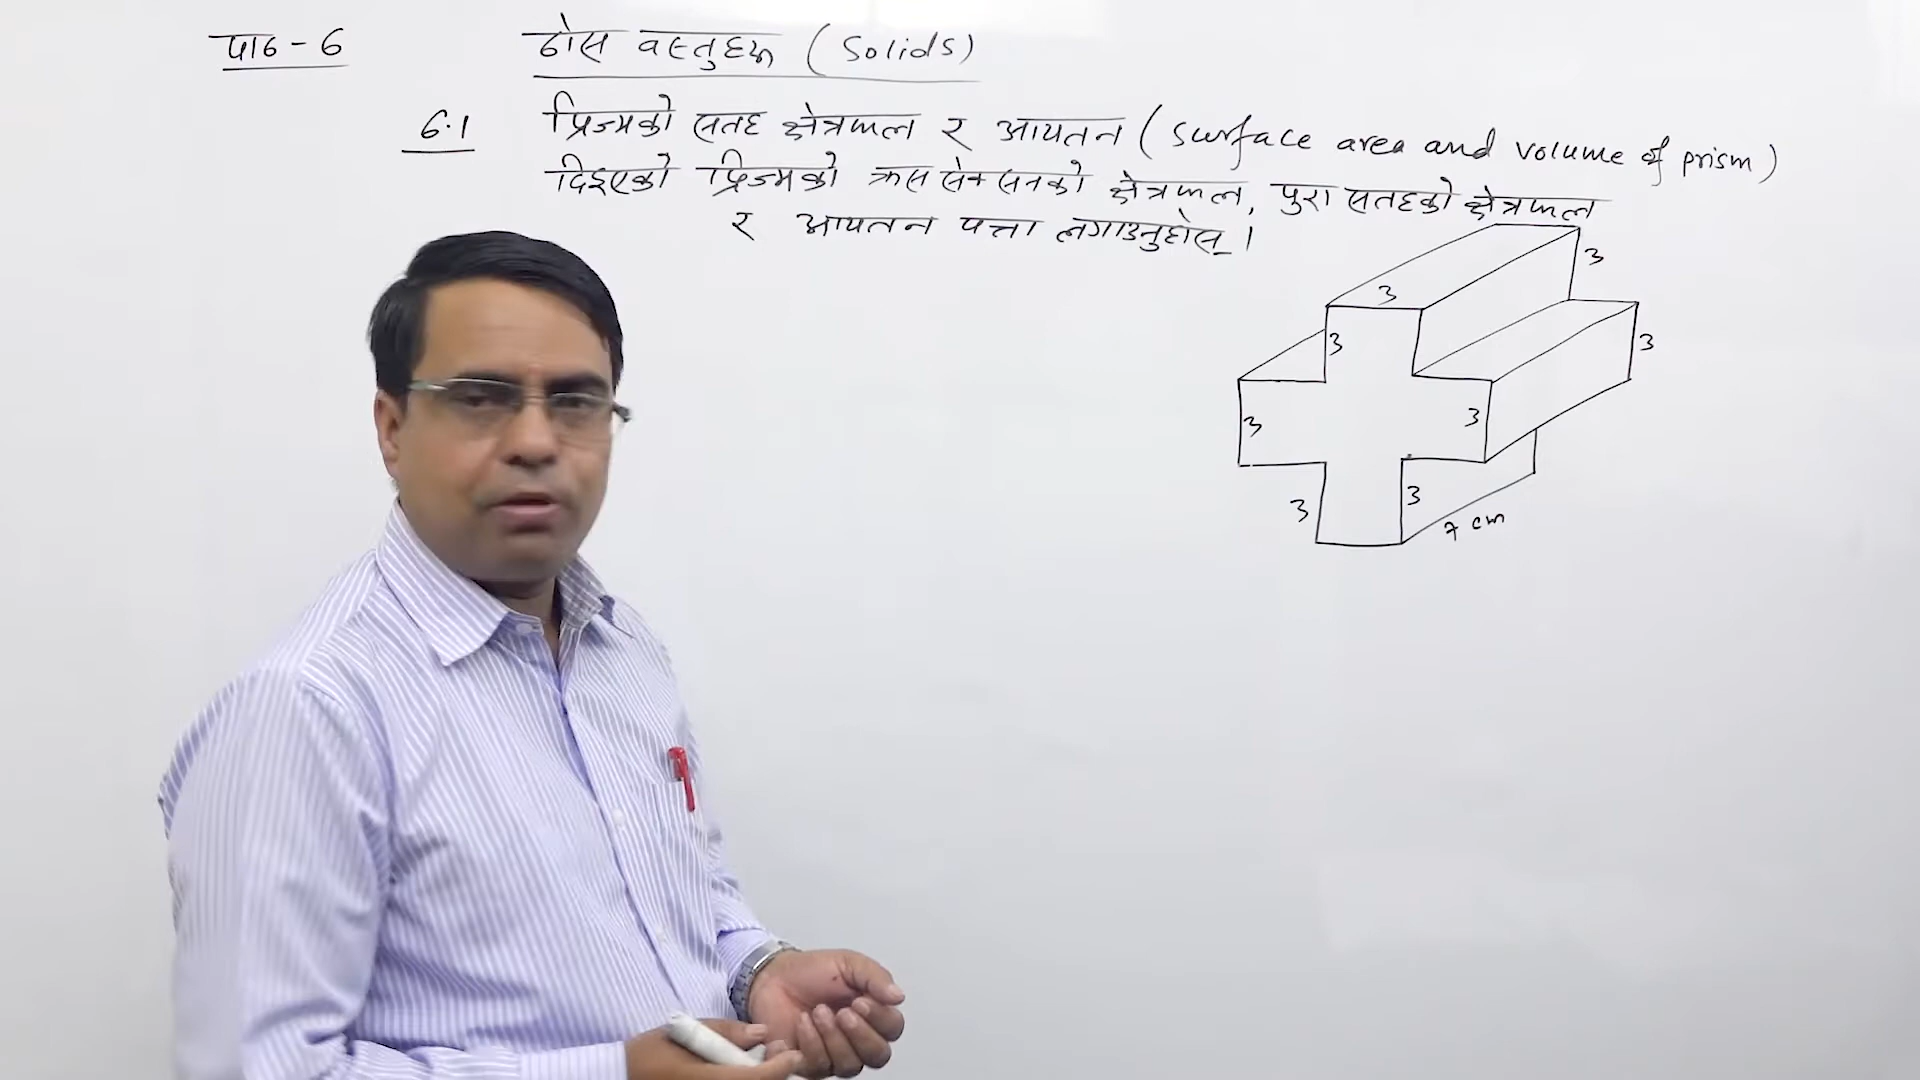 पाठ - 6
ठोस वस्तुहरू (Solids)
6.1 प्रिज्मको सतह क्षेत्रफल र आयतन (surface area and volume of prism)
दिइएको प्रिज्मको क्रस सेक्सनको क्षेत्रफल, पुरा सतहको क्षेत्रफल
र आयतन पत्ता लगाउनुहोस् ।
3
3
3
3
3
3
3
3
7 cm